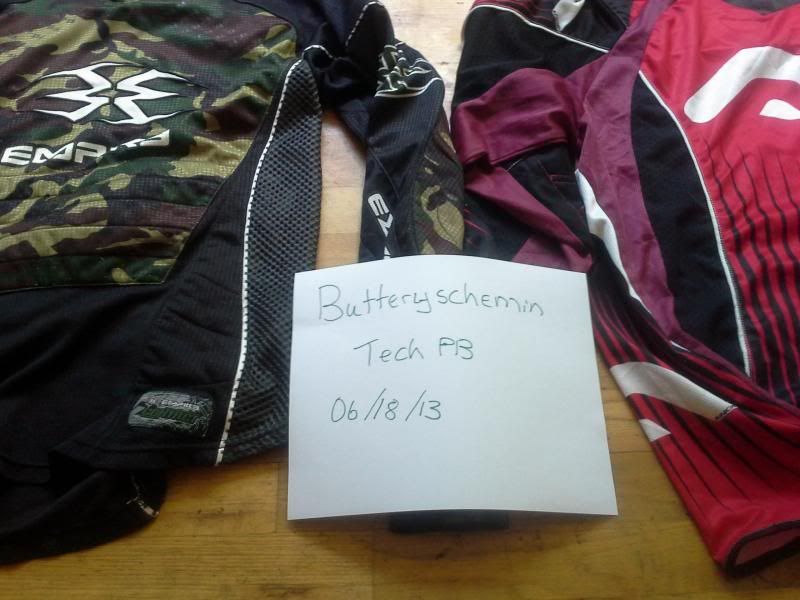 EMPIRE
Butteryschemin
Tech PB
06/18/13